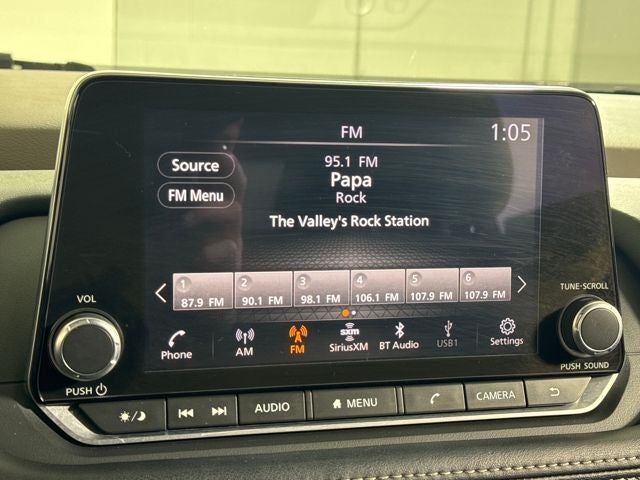 FM 1:05
Source 95.1 FM
Papa
FM Menu Rock
The Valley's Rock Station
1 2 3 4 5 6
87.9 FM 90.1 FM 98.1 FM 106.1 FM 107.9 FM 107.9 FM
VOL TUNE·SCROLL
Phone AM FM sxm SiriusXM BT Audio USB1 Settings
PUSH PUSH SOUND
AUDIO MENU CAMERA